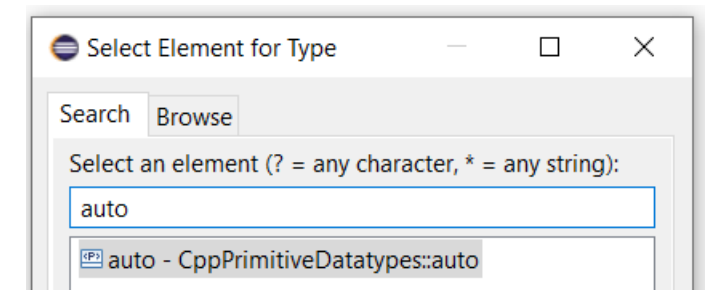 Select Element for Type
Search Browse
Select an element (? = any character, * = any string):
auto
<P> auto - CppPrimitiveDatatypes::auto